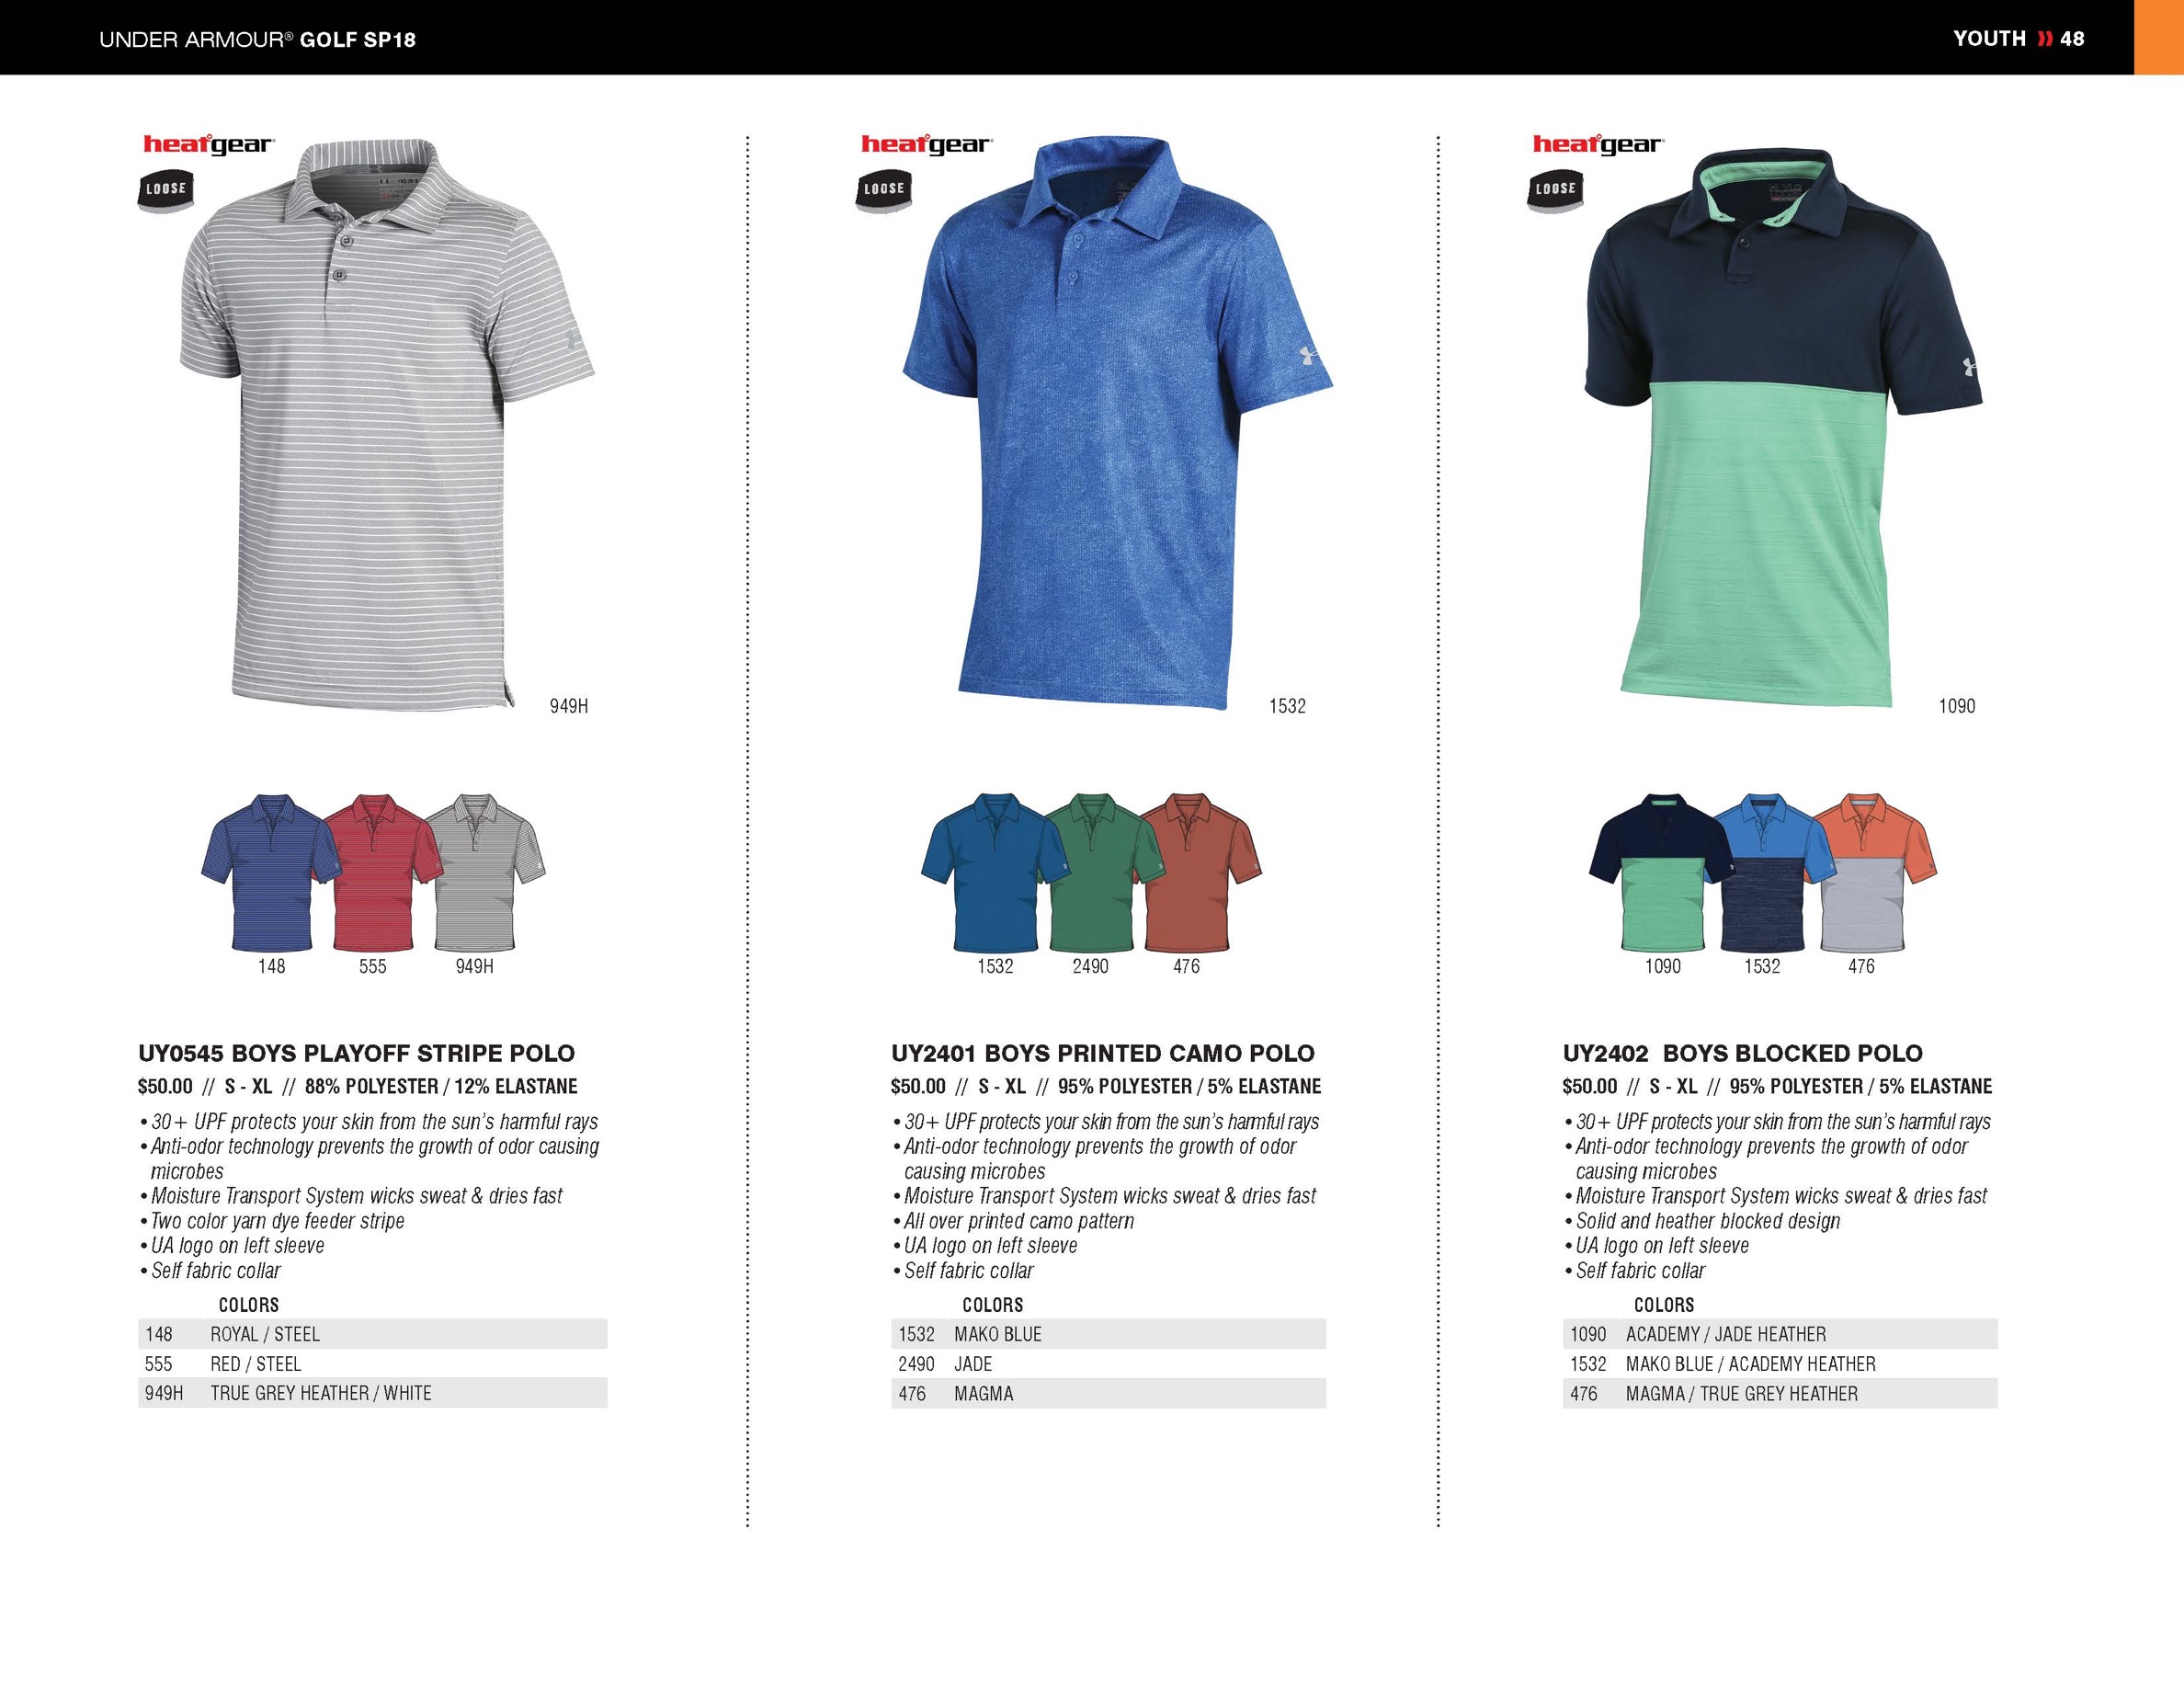 UNDER ARMOUR® GOLF SP18
YOUTH 48
heatgear
LOOSE
949H
148 555 949H
UY0545 BOYS PLAYOFF STRIPE POLO
$50.00 // S - XL // 88% POLYESTER / 12% ELASTANE
• 30+ UPF protects your skin from the sun's harmful rays
• Anti-odor technology prevents the growth of odor causing
microbes
• Moisture Transport System wicks sweat & dries fast
• Two color yarn dye feeder stripe
• UA logo on left sleeve
• Self fabric collar
COLORS
148 ROYAL / STEEL
555 RED / STEEL
949H TRUE GREY HEATHER / WHITE
heatgear
LOOSE
1532
1532 2490 476
UY2401 BOYS PRINTED CAMO POLO
$50.00 // S - XL // 95% POLYESTER / 5% ELASTANE
• 30+ UPF protects your skin from the sun's harmful rays
• Anti-odor technology prevents the growth of odor
causing microbes
• Moisture Transport System wicks sweat & dries fast
• All over printed camo pattern
• UA logo on left sleeve
• Self fabric collar
COLORS
1532 MAKO BLUE
2490 JADE
476 MAGMA
heatgear
LOOSE
1090
1090 1532 476
UY2402 BOYS BLOCKED POLO
$50.00 // S - XL // 95% POLYESTER / 5% ELASTANE
• 30+ UPF protects your skin from the sun's harmful rays
• Anti-odor technology prevents the growth of odor
causing microbes
• Moisture Transport System wicks sweat & dries fast
• Solid and heather blocked design
• UA logo on left sleeve
• Self fabric collar
COLORS
1090 ACADEMY / JADE HEATHER
1532 MAKO BLUE / ACADEMY HEATHER
476 MAGMA / TRUE GREY HEATHER